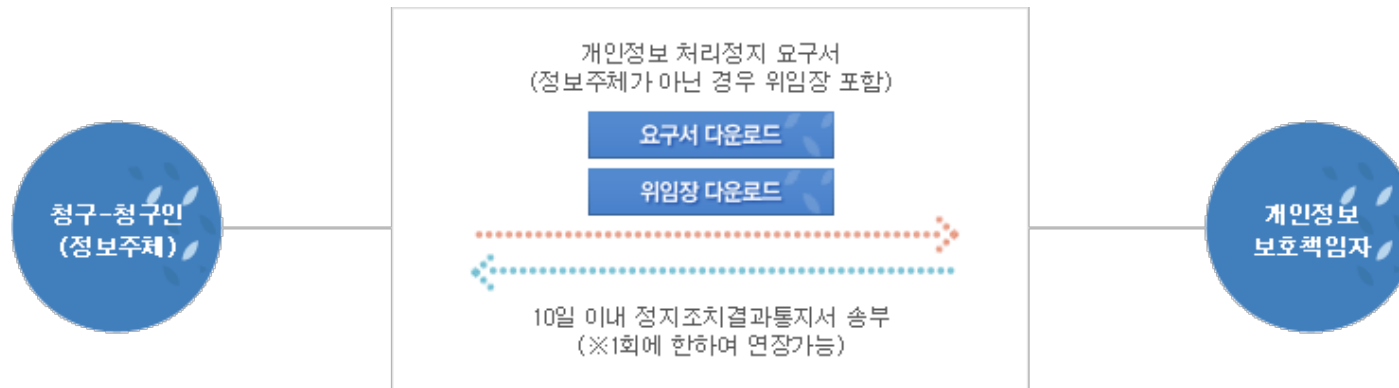 개인정보 처리정지 요구서
(정보주체가 아닌 경우 위임장 포함)
요구서 다운로드
위임장 다운로드
청구-청구인
(정보주체)
개인정보
보호책임자
10일 이내 정지조치결과통지서 송부
(※1회에 한하여 연장가능)